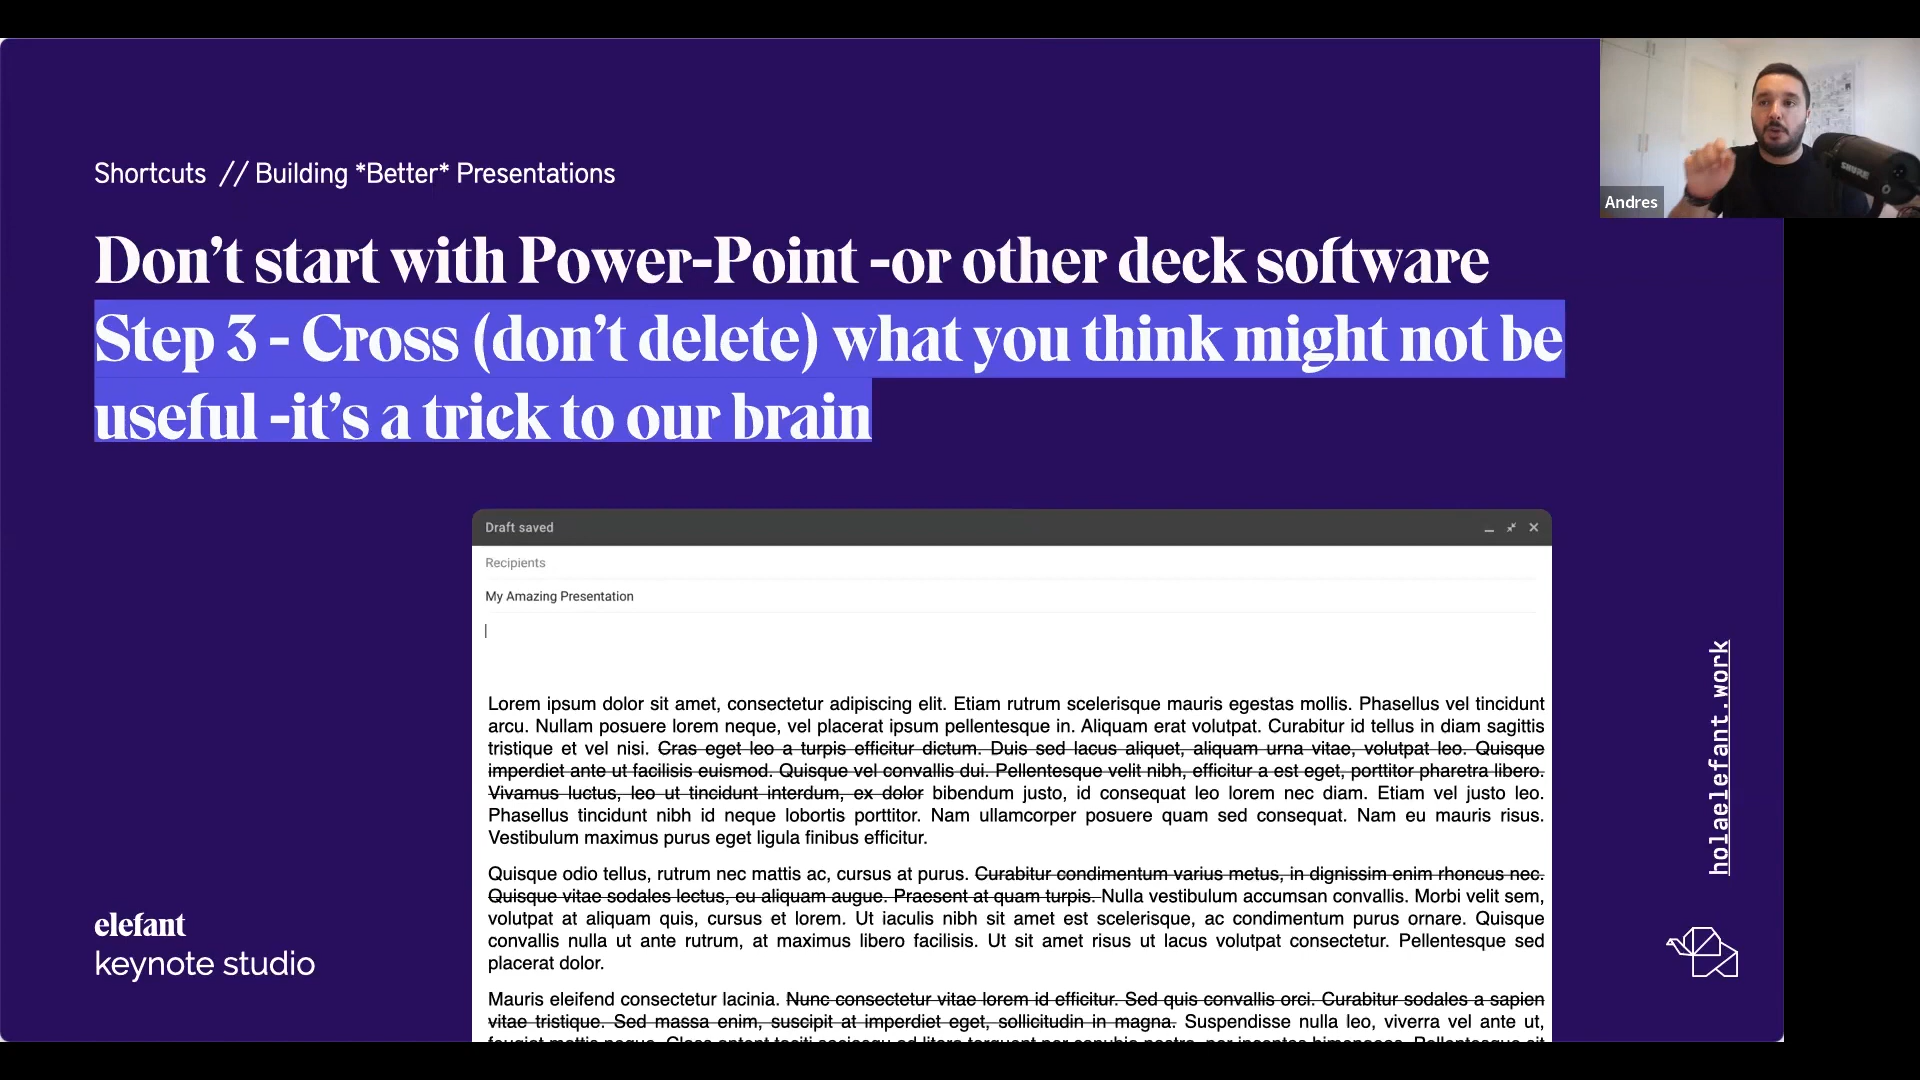 Shortcuts // Building *Better* Presentations
Don't start with Power-Point -or other deck software
Step 3 - Cross (don't delete) what you think might not be
useful -it's a trick to our brain
Andres
SHURE
Draft saved
Recipients
My Amazing Presentation
Lorem ipsum dolor sit amet, consectetur adipiscing elit. Etiam rutrum scelerisque mauris egestas mollis. Phasellus vel tincidunt
arcu. Nullam posuere lorem neque, vel placerat ipsum pellentesque in. Aliquam erat volutpat. Curabitur id tellus in diam sagittis
tristique et vel nisi. Cras eget leo a turpis efficitur dictum. Duis sed lacus aliquet, aliquam urna vitae, volutpat leo. Quisque
imperdiet ante ut facilisis euismod. Quisque vel convallis dui. Pellentesque velit nibh, efficitur a est eget, porttitor pharetra libero.
Vivamus luctus, leo ut tincidunt interdum, ex dolor bibendum justo, id consequat leo lorem nec diam. Etiam vel justo leo.
Phasellus tincidunt nibh id neque lobortis porttitor. Nam ullamcorper posuere quam sed consequat. Nam eu mauris risus.
Vestibulum maximus purus eget ligula finibus efficitur.
Quisque odio tellus, rutrum nec mattis ac, cursus at purus. Curabitur condimentum varius metus, in dignissim enim rhoncus nec.
Quisque vitae sodales lectus, eu aliquam augue. Praesent at quam turpis. Nulla vestibulum accumsan convallis. Morbi velit sem,
volutpat at aliquam quis, cursus et lorem. Ut iaculis nibh sit amet est scelerisque, ac condimentum purus ornare. Quisque
convallis nulla ut ante rutrum, at maximus libero facilisis. Ut sit amet risus ut lacus volutpat consectetur. Pellentesque sed
placerat dolor.
Mauris eleifend consectetur lacinia. Nunc consectetur vitae lorem id efficitur. Sed quis convallis orci. Curabitur sodales a sapien
vitae tristique. Sed massa enim, suscipit at imperdiet eget, sollicitudin in magna. Suspendisse nulla leo, viverra vel ante ut,
elefant
keynote studio
holaelefant.work